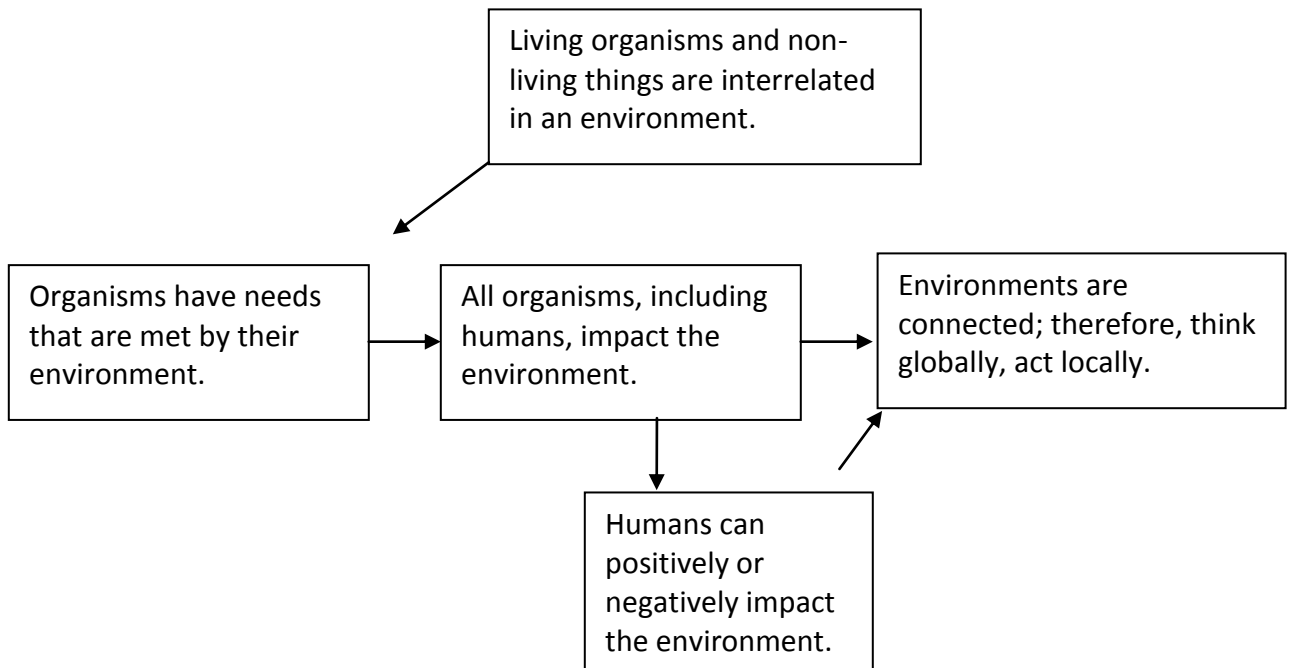 Living organisms and non-
living things are interrelated
in an environment.
Organisms have needs
that are met by their
environment.
All organisms, including
humans, impact the
environment.
Environments are
connected; therefore, think
globally, act locally.
Humans can
positively or
negatively impact
the environment.